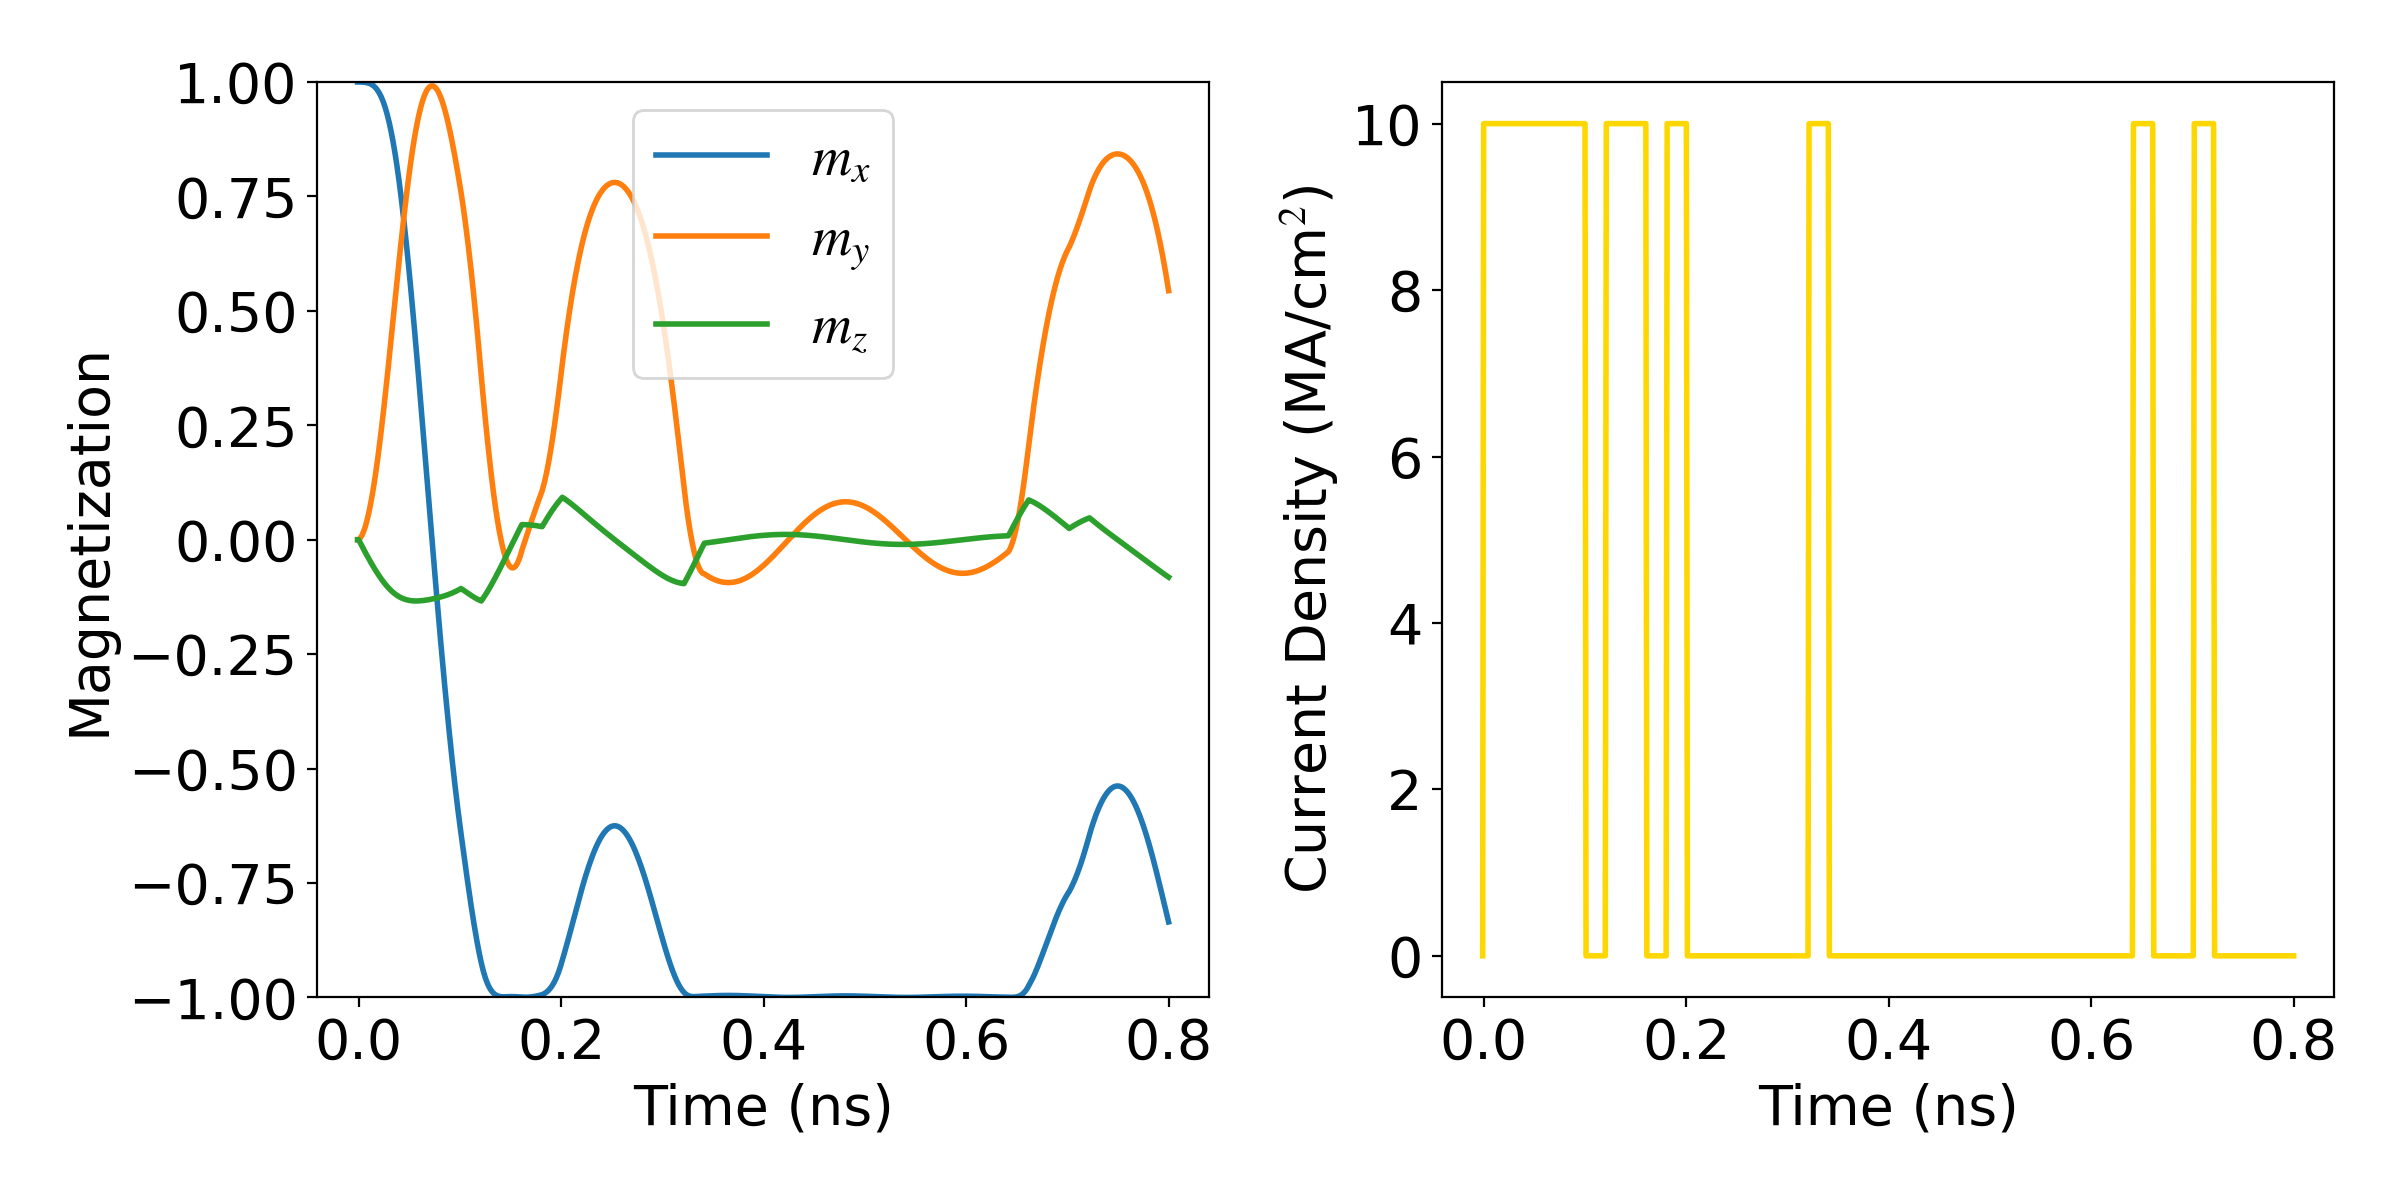 1.00
0.75
0.50
0.25
0.00
−0.25
−0.50
−0.75
−1.00
Magnetization
0.0 0.2 0.4 0.6 0.8
Time (ns)
m_x
m_y
m_z
10
8
6
4
2
0
Current Density (MA/cm²)
0.0 0.2 0.4 0.6 0.8
Time (ns)